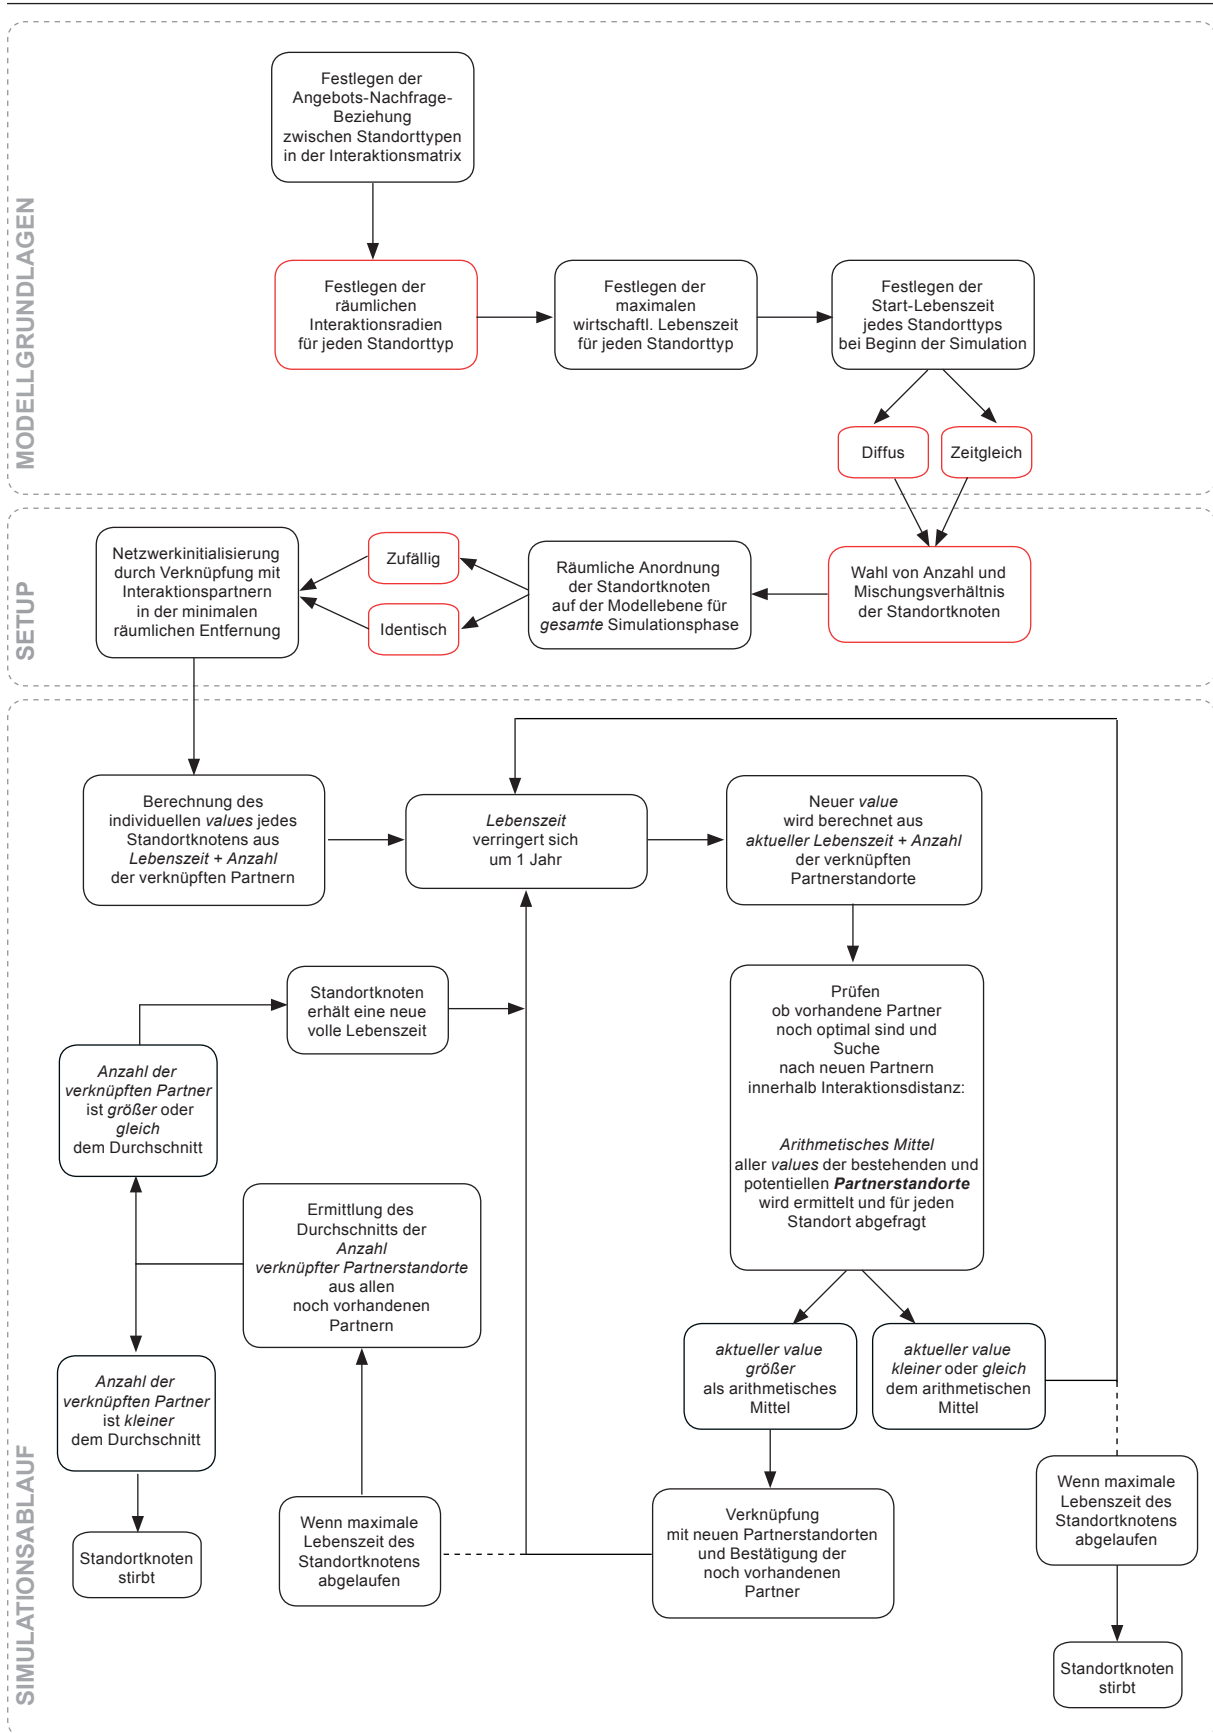 MODELLGRUNDLAGEN
Festlegen der
Angebots-Nachfrage-
Beziehung
zwischen Standorttypen
in der Interaktionsmatrix
Festlegen der
räumlichen
Interaktionsradien
für jeden Standorttyp
Festlegen der
maximalen
wirtschaftl. Lebenszeit
für jeden Standorttyp
Festlegen der
Start-Lebenszeit
jedes Standorttyps
bei Beginn der Simulation
Diffus
Zeitgleich
SETUP
Wahl von Anzahl und
Mischungsverhältnis
der Standortknoten
Räumliche Anordnung
der Standortknoten
auf der Modellebene für
gesamte Simulationsphase
Zufällig
Identisch
Netzwerkinitialisierung
durch Verknüpfung mit
Interaktionspartnern
in der minimalen
räumlichen Entfernung
SIMULATIONSABLAUF
Berechnung des
individuellen values jedes
Standortknotens aus
Lebenszeit + Anzahl
der verknüpften Partnern
Lebenszeit
verringert sich
um 1 Jahr
Neuer value
wird berechnet aus
aktueller Lebenszeit + Anzahl
der verknüpften
Partnerstandorte
Prüfen
ob vorhandene Partner
noch optimal sind und
Suche
nach neuen Partnern
innerhalb Interaktionsdistanz:
Arithmetisches Mittel
aller values der bestehenden und
potentiellen Partnerstandorte
wird ermittelt und für jeden
Standort abgefragt
aktueller value
größer
als arithmetisches
Mittel
aktueller value
kleiner oder gleich
dem arithmetischen
Mittel
Wenn maximale
Lebenszeit des
Standortknotens
abgelaufen
Standortknoten
stirbt
Verknüpfung
mit neuen Partnerstandorten
und Bestätigung der
noch vorhandenen
Partner
Wenn maximale
Lebenszeit des
Standortknotens
abgelaufen
Ermittlung des
Durchschnitts der
Anzahl
verknüpfter Partnerstandorte
aus allen
noch vorhandenen
Partnern
Anzahl der
verknüpften Partner
ist größer oder
gleich
dem Durchschnitt
Standortknoten
erhält eine neue
volle Lebenszeit
Anzahl der
verknüpften Partner
ist kleiner
dem Durchschnitt
Standortknoten
stirbt